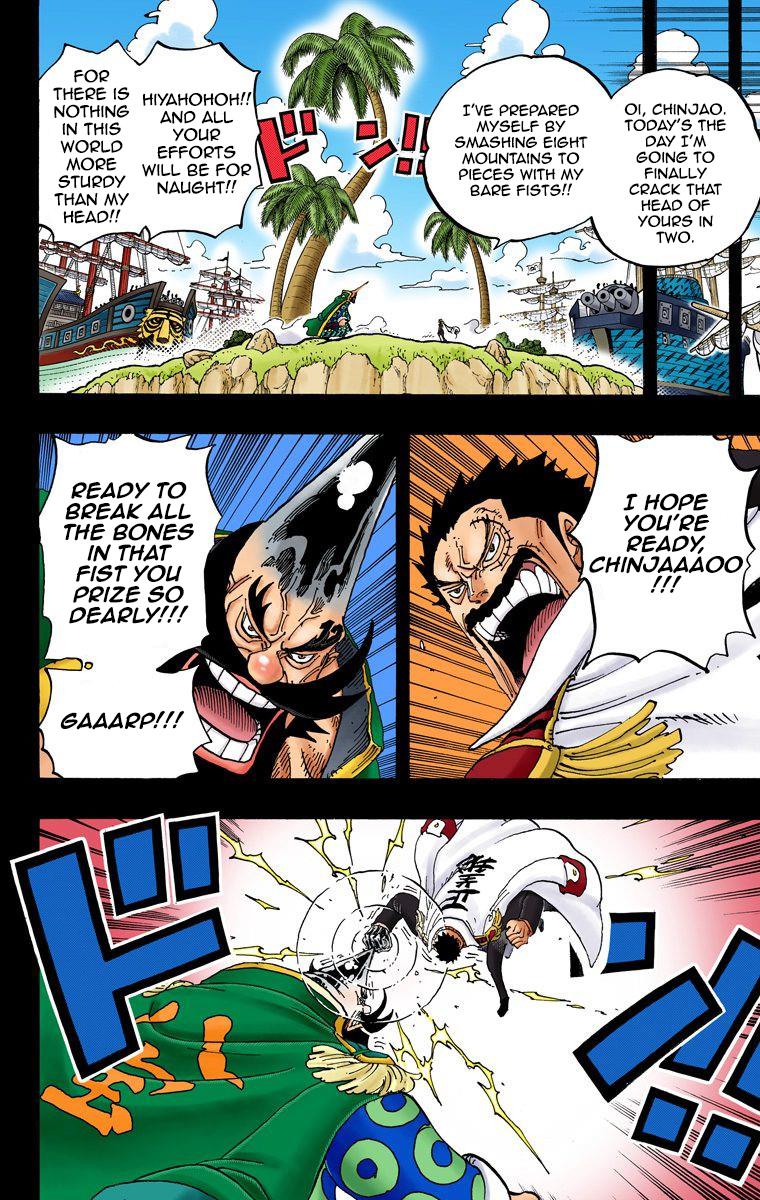 OI, CHINJAO.
TODAY'S THE
DAY I'M
GOING TO
FINALLY
CRACK THAT
HEAD OF
YOURS IN
TWO.
I'VE PREPARED
MYSELF BY
SMASHING EIGHT
MOUNTAINS TO
PIECES WITH MY
BARE FISTS!!
ドン!!
HIYAHOHOH!!
AND ALL
YOUR
EFFORTS
WILL BE FOR
NAUGHT!!
FOR
THERE IS
NOTHING
IN THIS
WORLD
MORE
STURDY
THAN MY
HEAD!!
I HOPE
YOU'RE
READY,
CHINJAAAOO
!!!
READY TO
BREAK ALL
THE BONES
IN THAT
FIST YOU
PRIZE SO
DEARLY!!!
GAAARP!!!
ドン!!